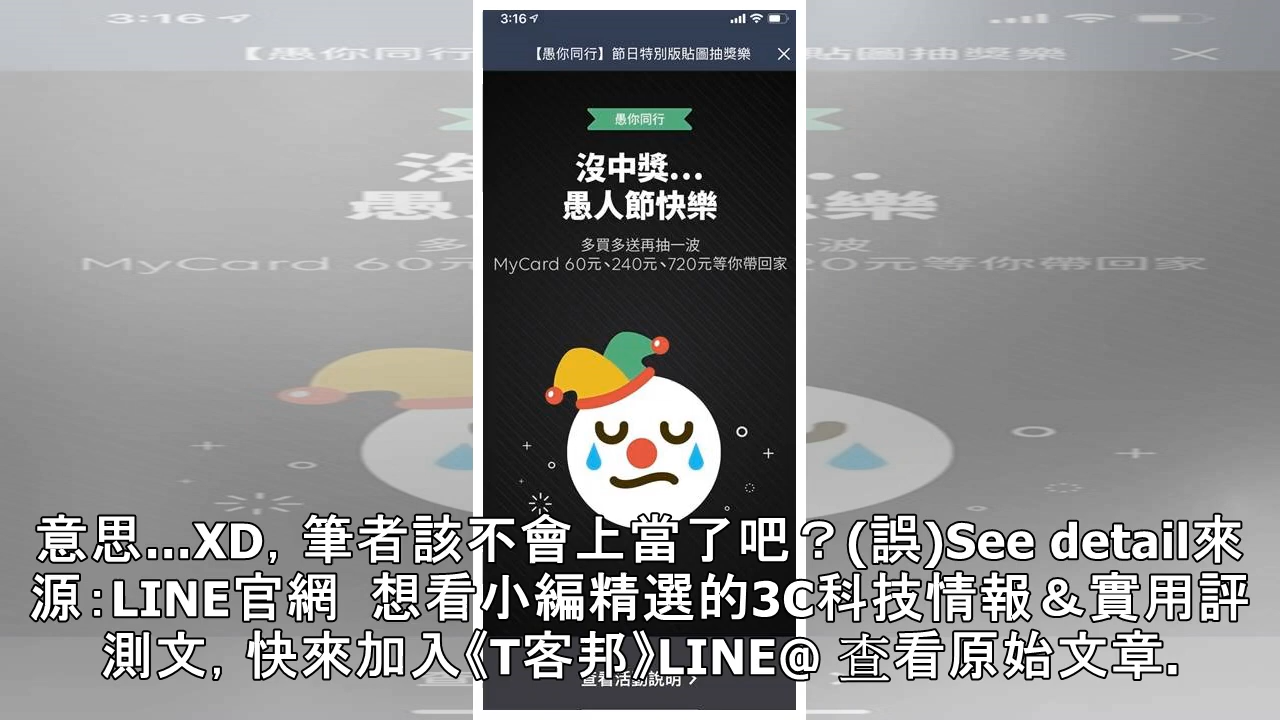 3:16
【愚你同行】節日特別版貼圖抽獎樂
愚你同行
沒中獎...
愚人節快樂
多買多送再抽一波
MyCard 60元、240元、720元等你帶回家
意思...XD, 筆者該不會上當了吧？(誤)See detail來
源：LINE官網 想看小編精選的3C科技情報＆實用評
測文, 快來加入《T客邦》LINE@ 查看原始文章.
查看活動說明 >